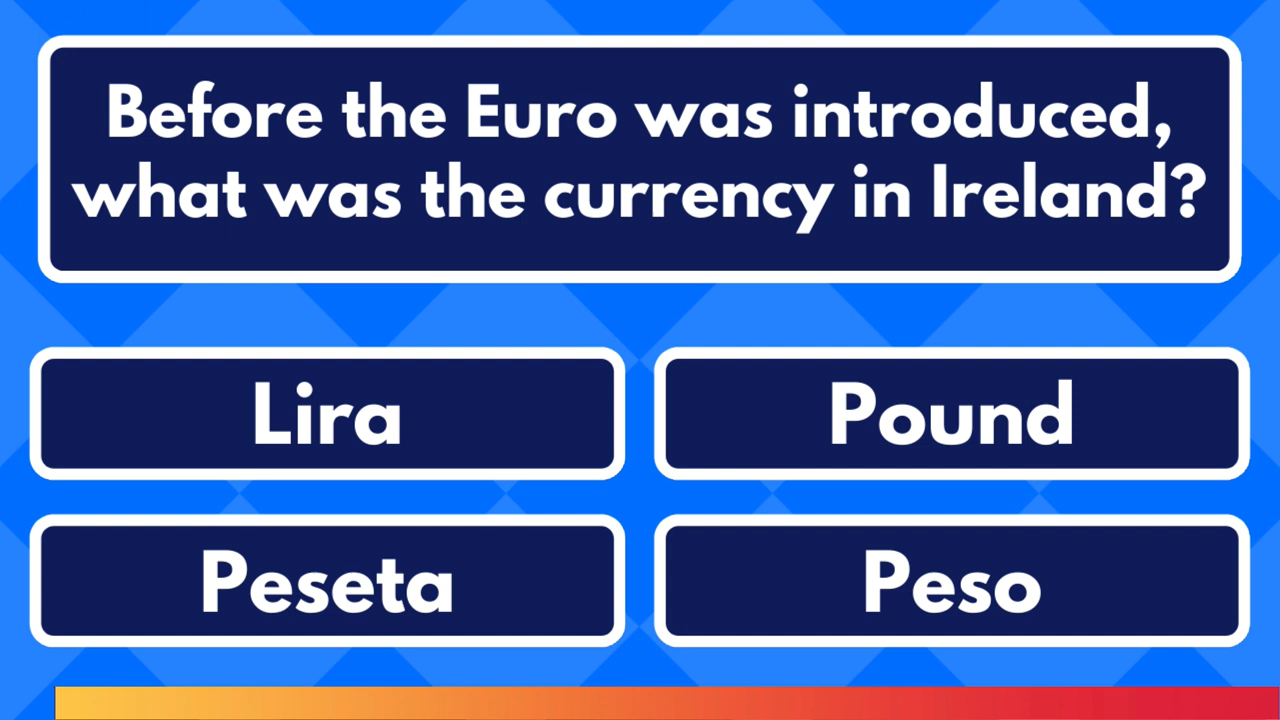 Before the Euro was introduced,
what was the currency in Ireland?
Lira
Pound
Peseta
Peso